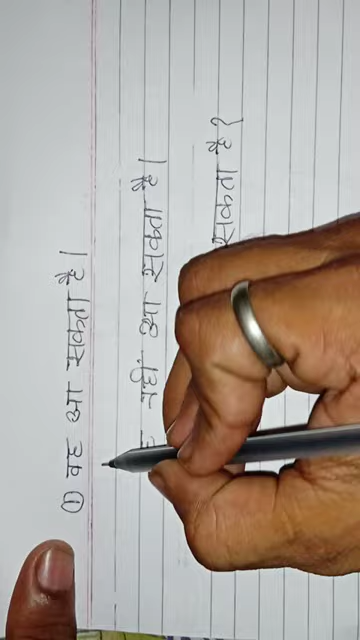 ① वह आ सकता है।
नहीं आ सकता है।
सकता है?